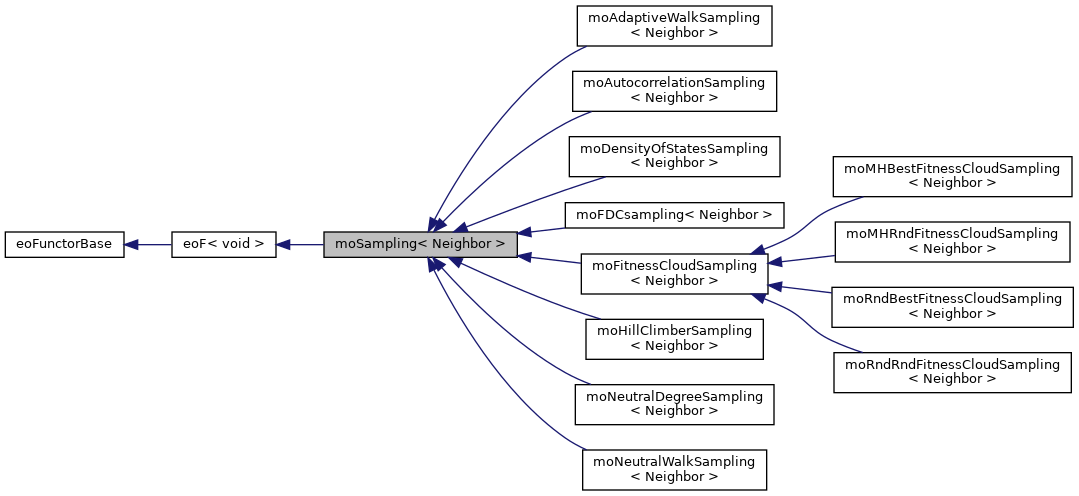 moAdaptiveWalkSampling
< Neighbor >
moAutocorrelationSampling
< Neighbor >
moDensityOfStatesSampling
< Neighbor >
moMHBestFitnessCloudSampling
< Neighbor >
moFDCsampling< Neighbor >
moMHRndFitnessCloudSampling
< Neighbor >
eoFunctorBase
eoF< void >
moSampling< Neighbor >
moFitnessCloudSampling
< Neighbor >
moRndBestFitnessCloudSampling
< Neighbor >
moHillClimberSampling
< Neighbor >
moRndRndFitnessCloudSampling
< Neighbor >
moNeutralDegreeSampling
< Neighbor >
moNeutralWalkSampling
< Neighbor >